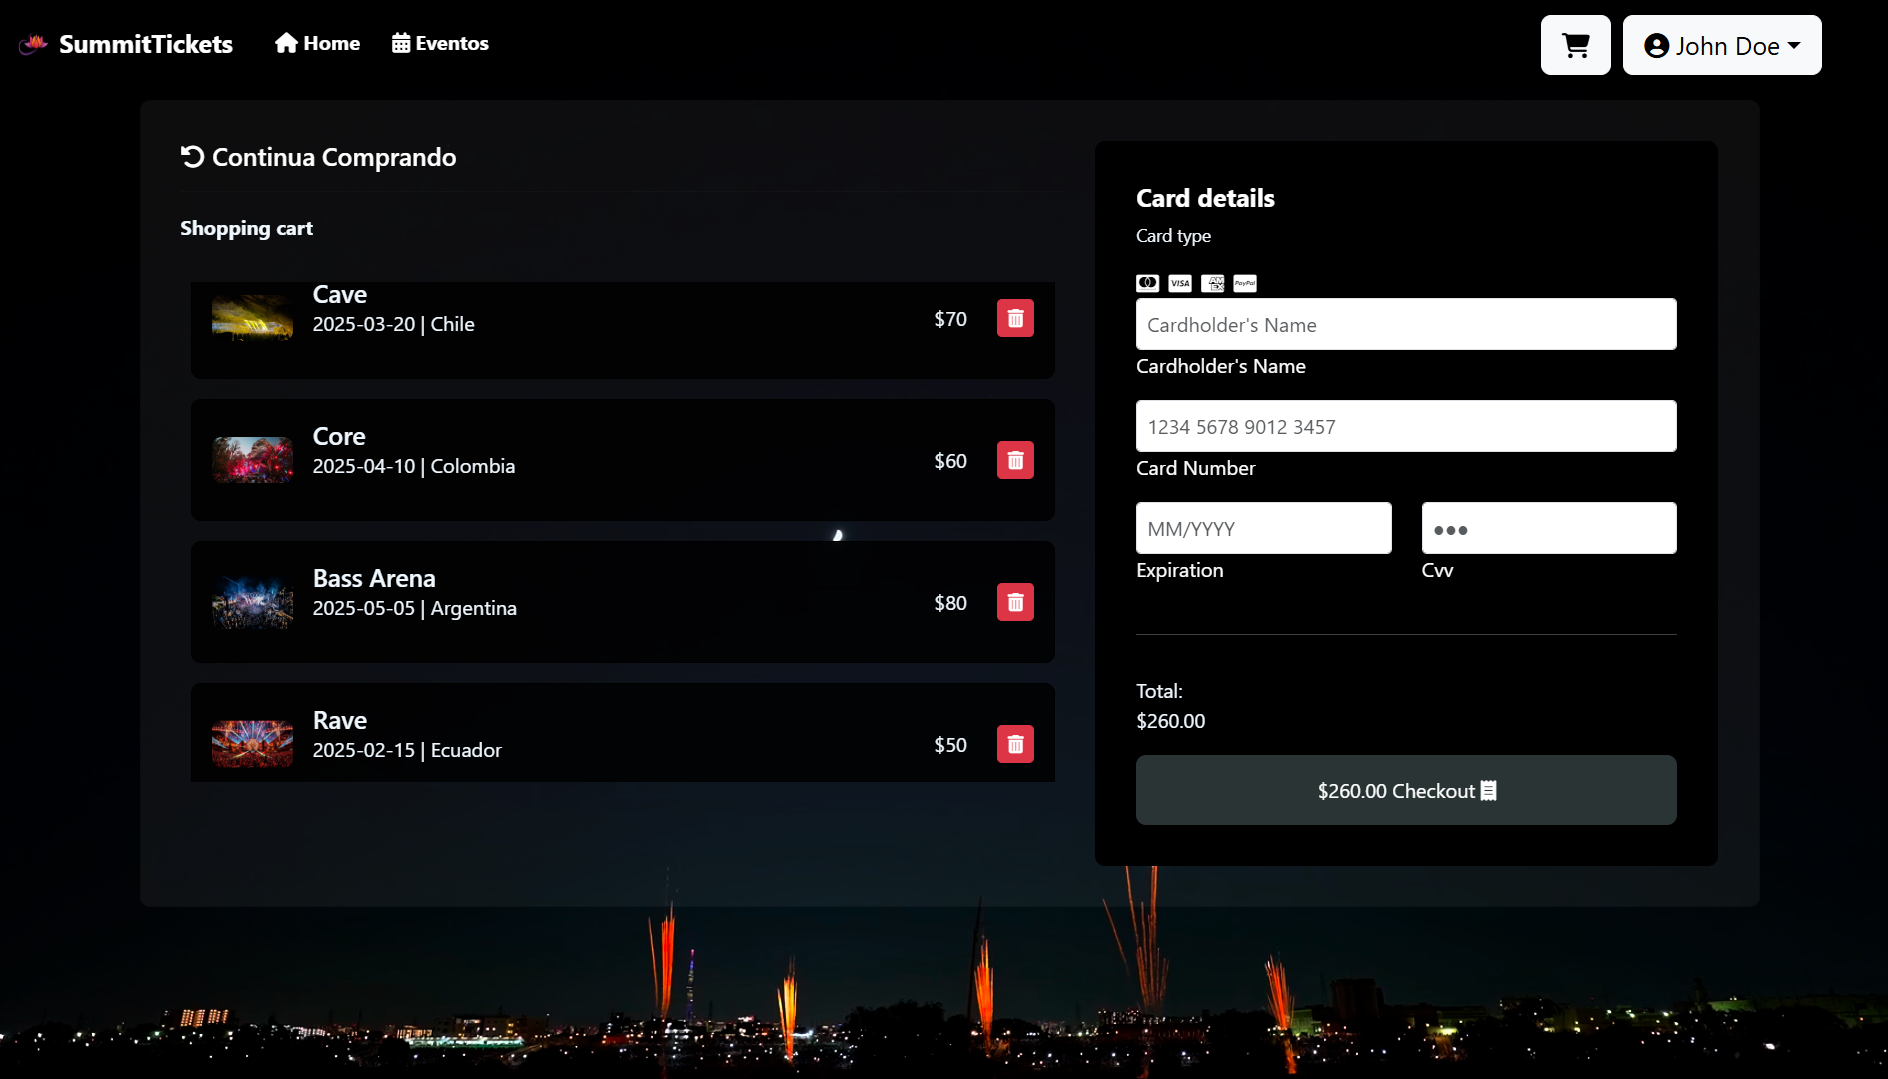 SummitTickets
Home
Eventos
John Doe
Continua Comprando
Shopping cart
Cave
2025-03-20 | Chile
$70
Core
2025-04-10 | Colombia
$60
Bass Arena
2025-05-05 | Argentina
$80
Rave
2025-02-15 | Ecuador
$50
Card details
Card type
VISA
AM
EX
PayPal
Cardholder's Name
Cardholder's Name
1234 5678 9012 3457
Card Number
MM/YYYY
●●●
Expiration
Cvv
Total:
$260.00
$260.00 Checkout